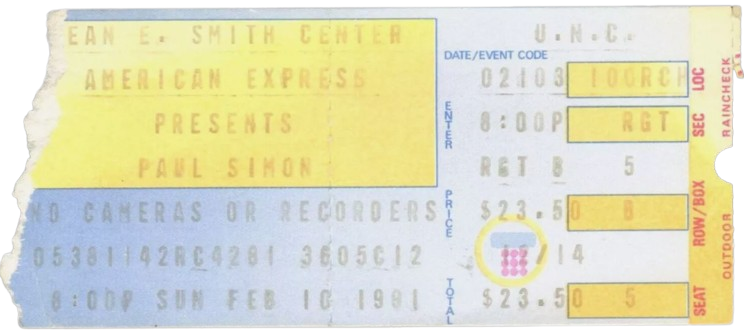 EAN E. SMITH CENTER U.N.C.
DATE/EVENT CODE
AMERICAN EXPRESS 02103 100RCH LOC
PRESENTS ENTER 8:00P RGT SEC
PAUL SIMON RGT B 5
NO CAMERAS OR RECORDERS PRICE $23.50 B ROW/BOX
05381142RC4281 3605C12 /14
8:00P SUN FEB 10 1991 TOTAL $23.50 5 SEAT
RAINCHECK
OUTDOOR